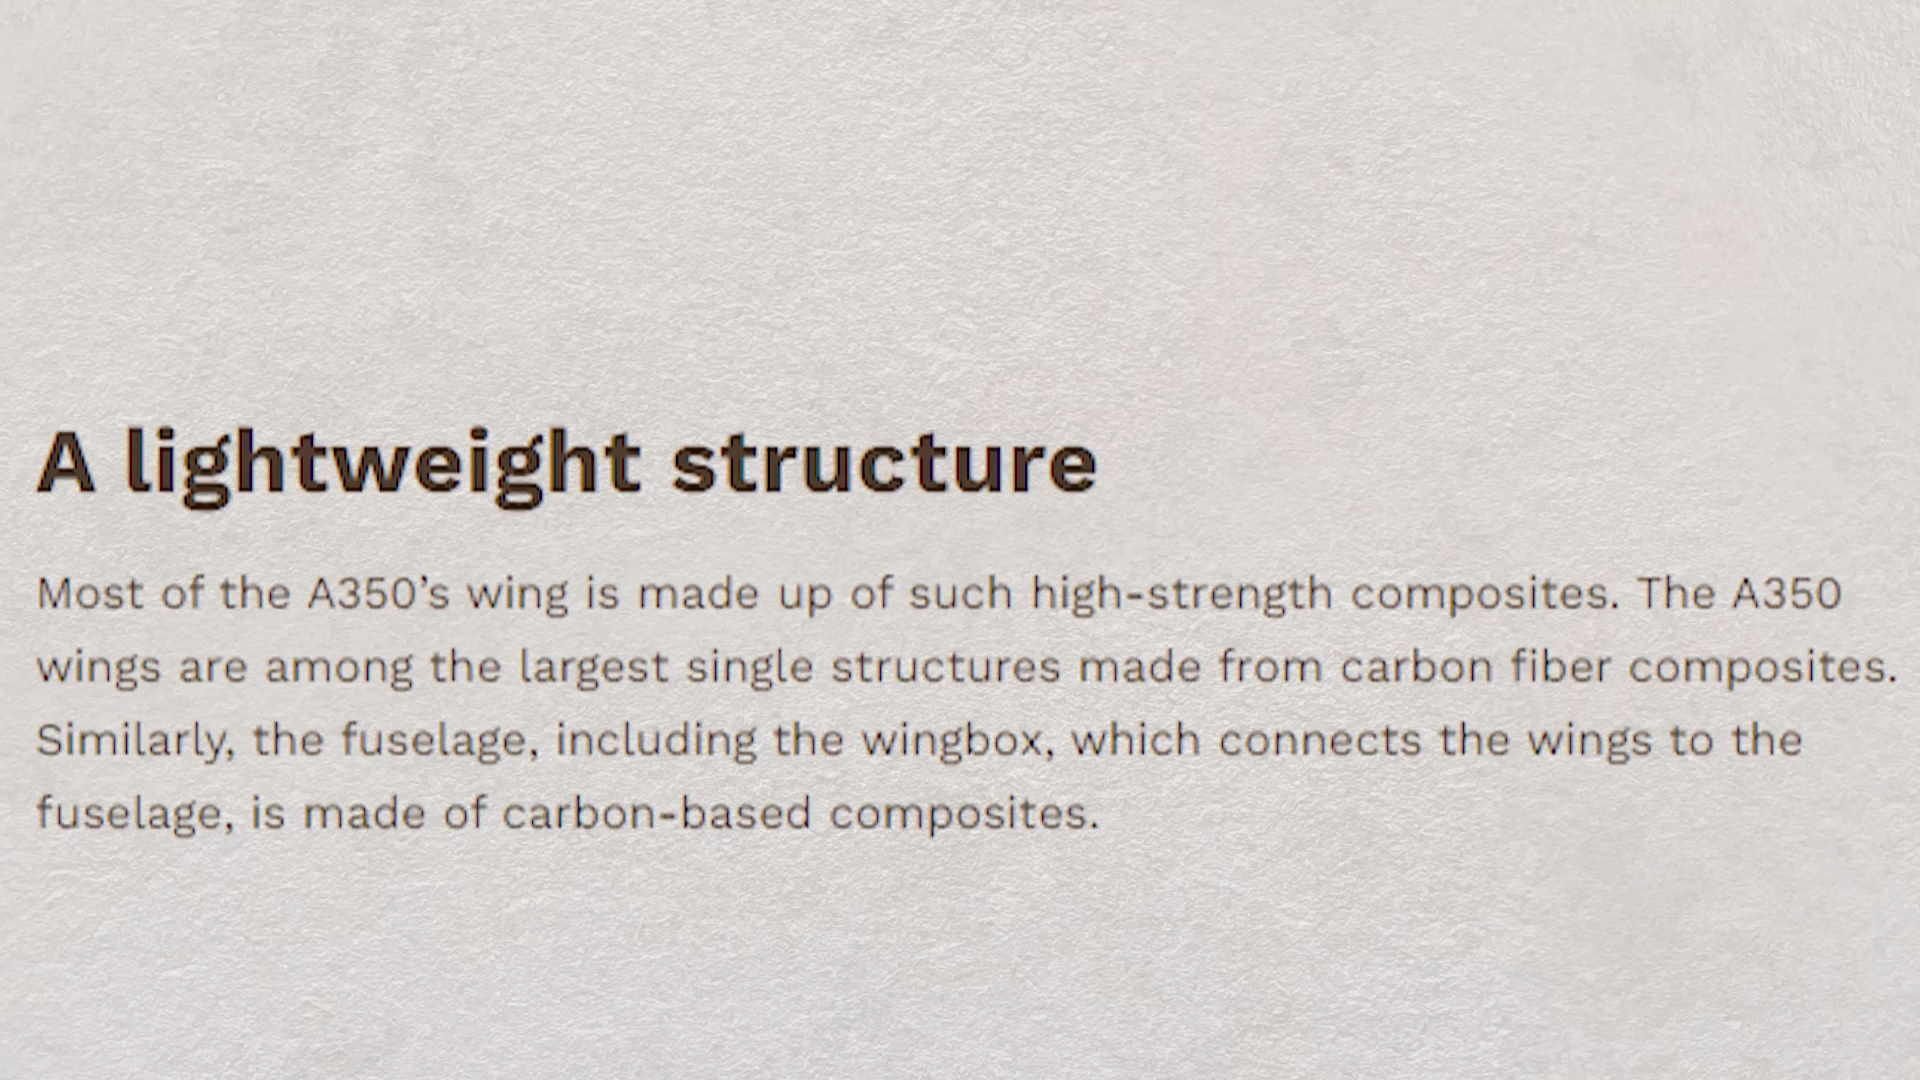 A lightweight structure
Most of the A350’s wing is made up of such high-strength composites. The A350
wings are among the largest single structures made from carbon fiber composites.
Similarly, the fuselage, including the wingbox, which connects the wings to the
fuselage, is made of carbon-based composites.